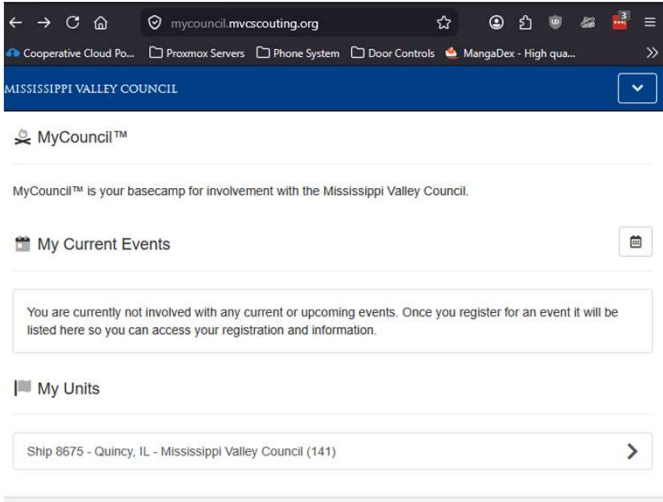 mycouncil.mvcscouting.org
3
Cooperative Cloud Po... Proxmox Servers Phone System Door Controls MangaDex - High qua...
MISSISSIPPI VALLEY COUNCIL
MyCouncil™
MyCouncil™ is your basecamp for involvement with the Mississippi Valley Council.
My Current Events
You are currently not involved with any current or upcoming events. Once you register for an event it will be
listed here so you can access your registration and information.
My Units
Ship 8675 - Quincy, IL - Mississippi Valley Council (141)